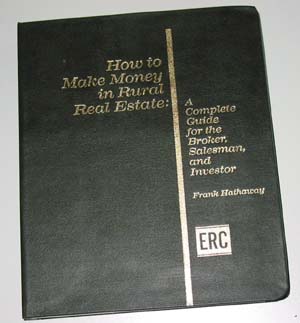 How to
Make Money
in Rural
Real Estate:
A
Complete
Guide
for the
Broker,
Salesman,
and
Investor
Frank Hathaway
ERC